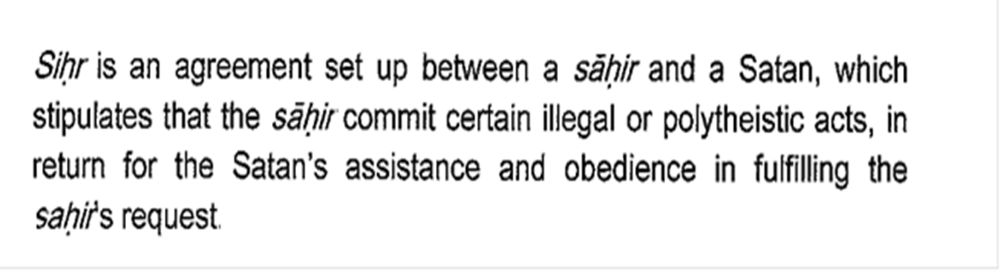 Siḥr is an agreement set up between a sāḥir and a Satan, which
stipulates that the sāḥir commit certain illegal or polytheistic acts, in
return for the Satan’s assistance and obedience in fulfilling the
saḥir's request.